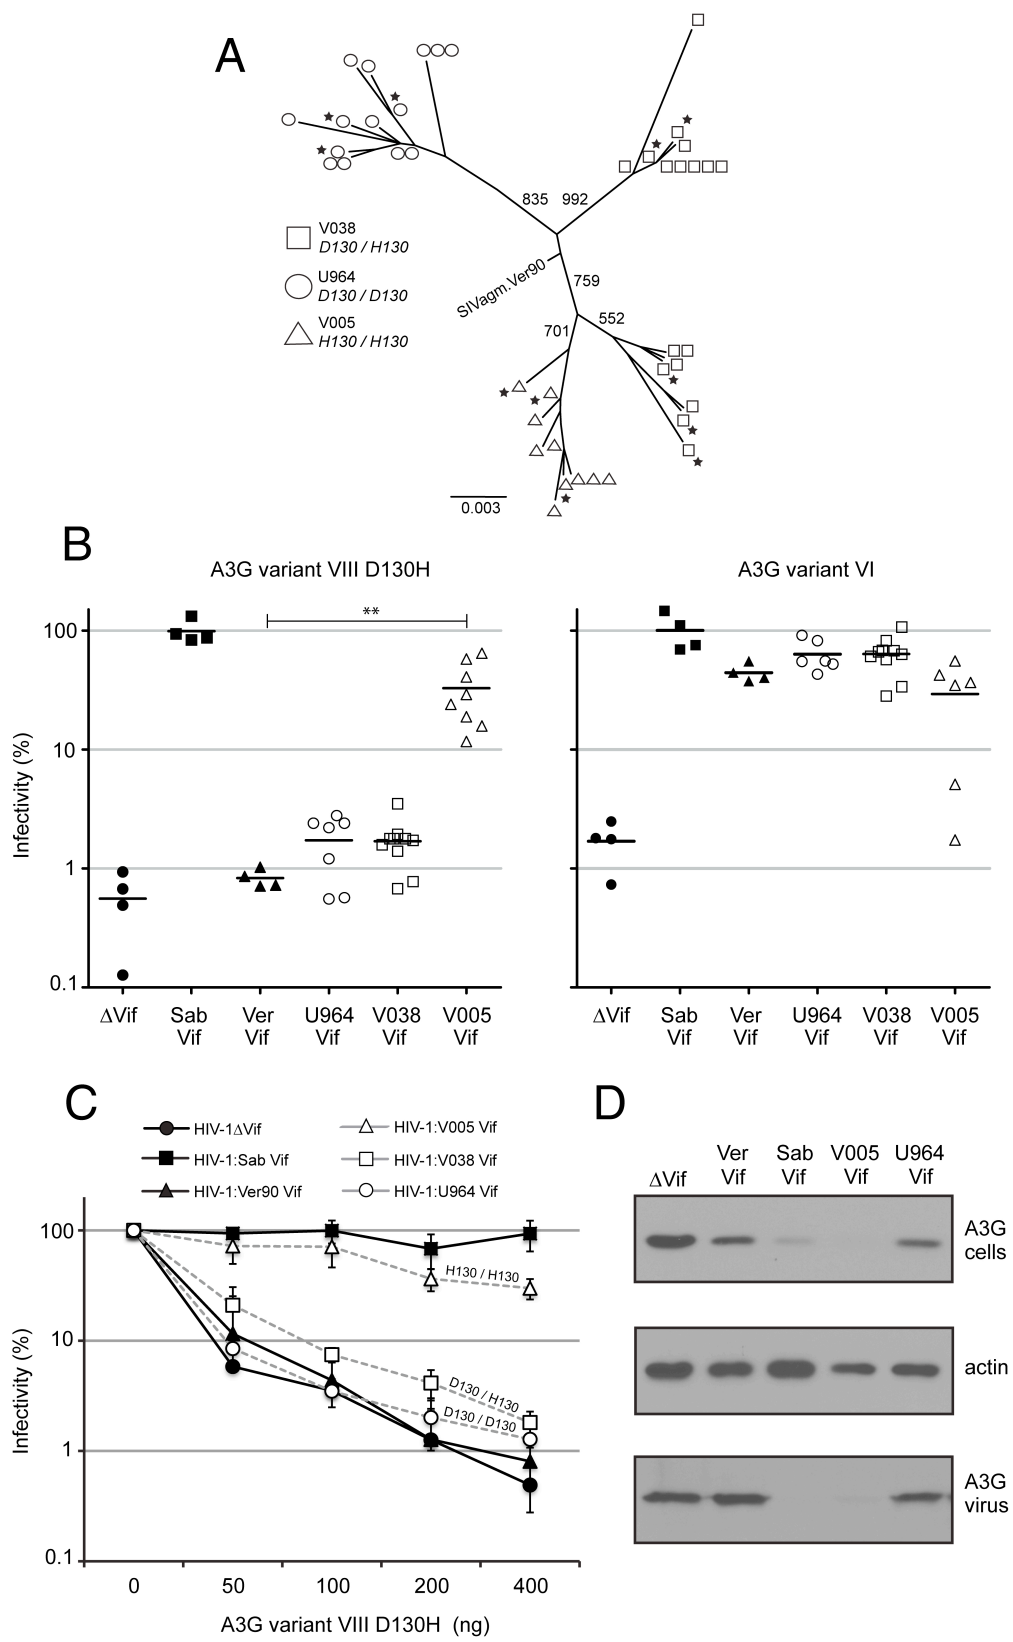 A
835 992
V038
D130 / H130
U964
D130 / D130
V005
H130 / H130
SIVagm.Ver90
759
701
552
0.003
B
A3G variant VIII D130H
A3G variant VI
**
Infectivity (%)
100
10
1
0.1
ΔVif
Sab Vif
Ver Vif
U964 Vif
V038 Vif
V005 Vif
ΔVif
Sab Vif
Ver Vif
U964 Vif
V038 Vif
V005 Vif
C
HIV-1ΔVif
HIV-1:Sab Vif
HIV-1:Ver90 Vif
HIV-1:V005 Vif
HIV-1:V038 Vif
HIV-1:U964 Vif
Infectivity (%)
100
10
1
0.1
H130 / H130
D130 / H130
D130 / D130
0 50 100 200 400
A3G variant VIII D130H (ng)
D
ΔVif
Ver Vif
Sab Vif
V005 Vif
U964 Vif
A3G
cells
actin
A3G
virus